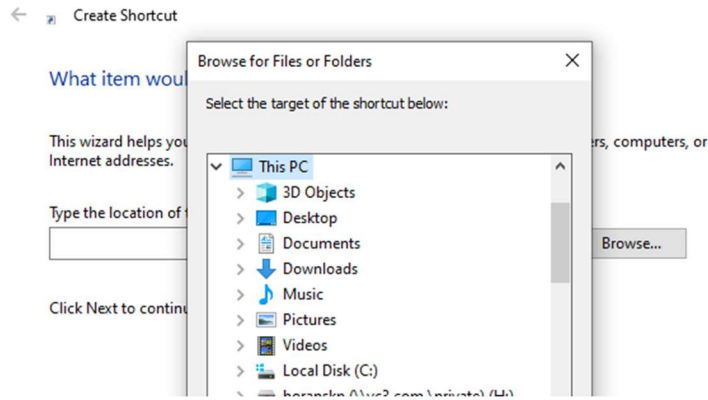 Create Shortcut
Browse for Files or Folders
What item woul
Select the target of the shortcut below:
This wizard helps you
ers, computers, or
Internet addresses.
This PC
3D Objects
Type the location of t
Desktop
Documents
Browse...
Downloads
Music
Click Next to continu
Pictures
Videos
Local Disk (C:)